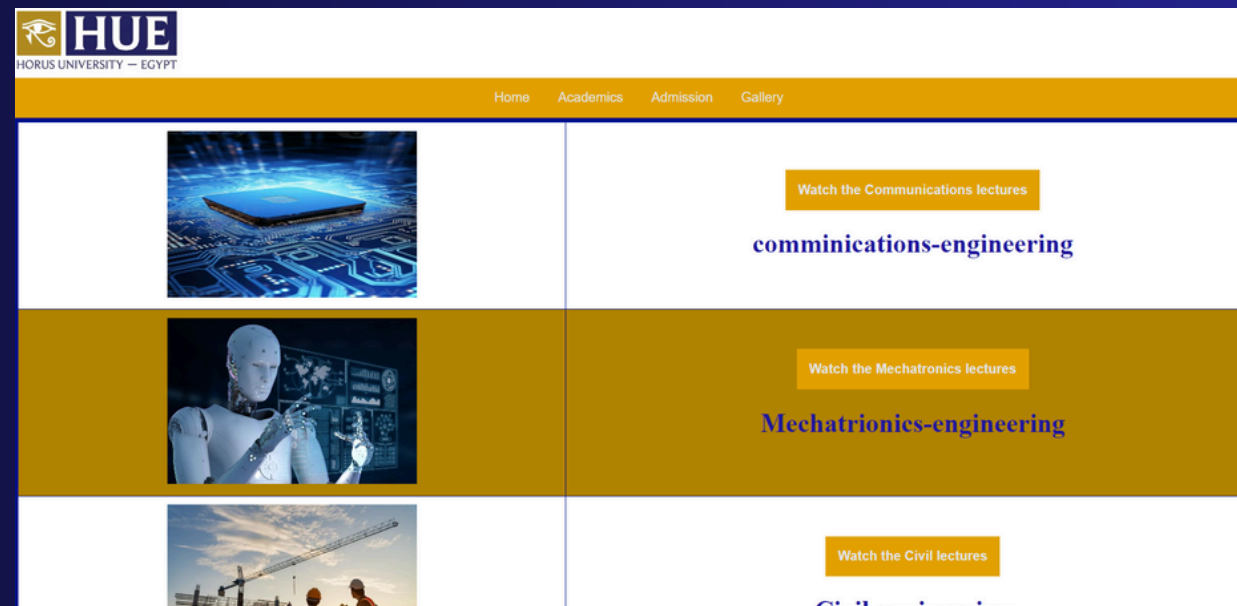 HUE
HORUS UNIVERSITY — EGYPT
Home Academics Admission Gallery
Watch the Communications lectures
comminications-engineering
Watch the Mechatronics lectures
Mechatrionics-engineering
Watch the Civil lectures